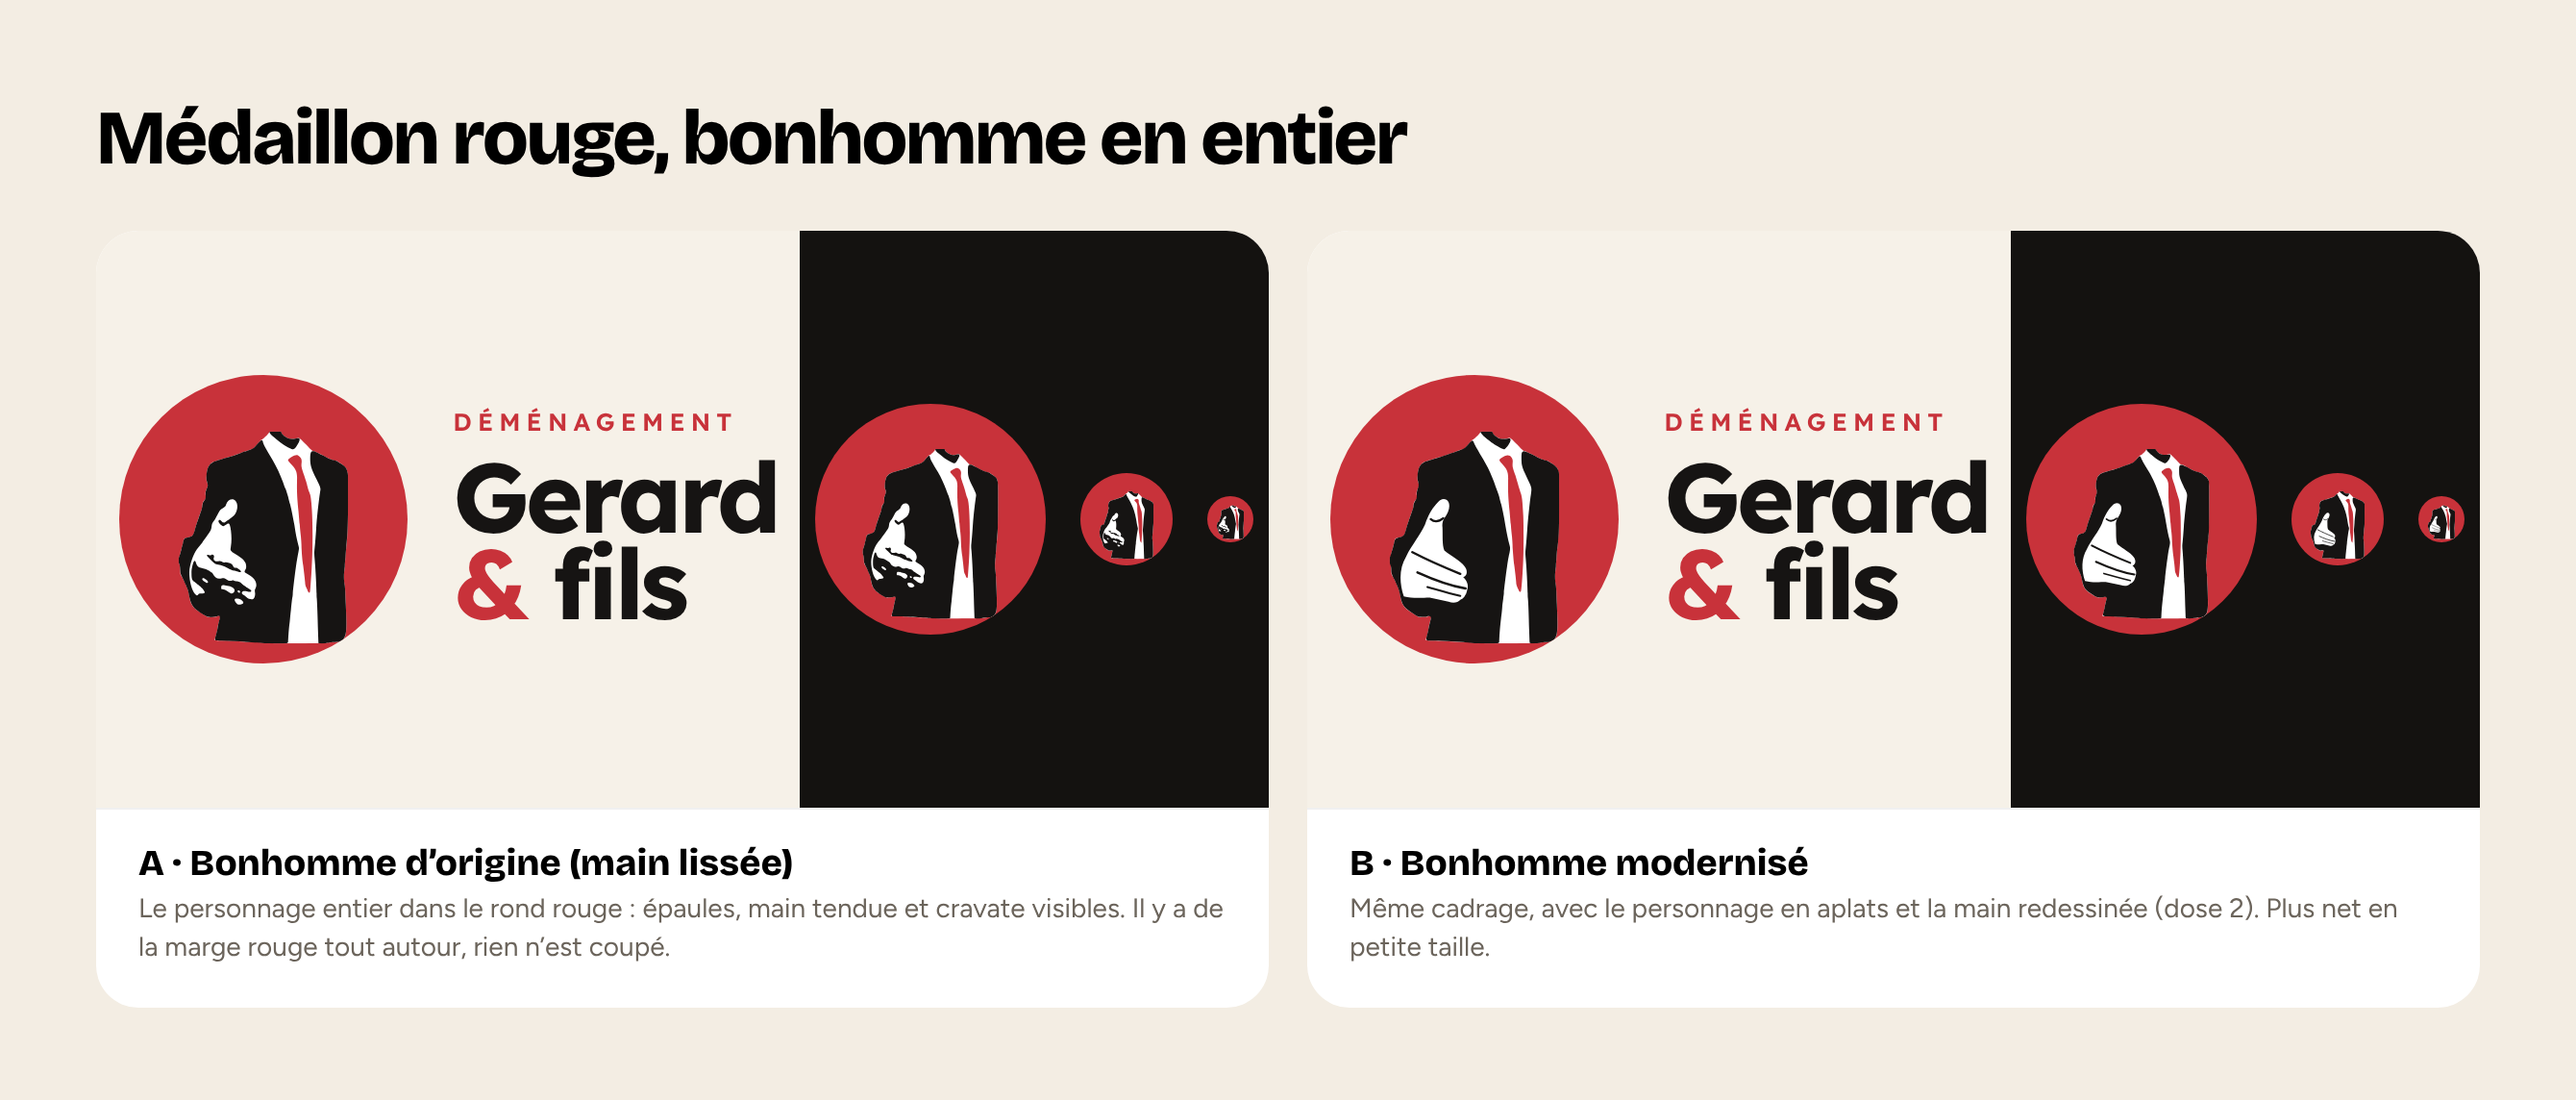 Médaillon rouge, bonhomme en entier
DÉMÉNAGEMENT
Gerard
& fils
A · Bonhomme d’origine (main lissée)
Le personnage entier dans le rond rouge : épaules, main tendue et cravate visibles. Il y a de
la marge rouge tout autour, rien n’est coupé.
DÉMÉNAGEMENT
Gerard
& fils
B · Bonhomme modernisé
Même cadrage, avec le personnage en aplats et la main redessinée (dose 2). Plus net en
petite taille.